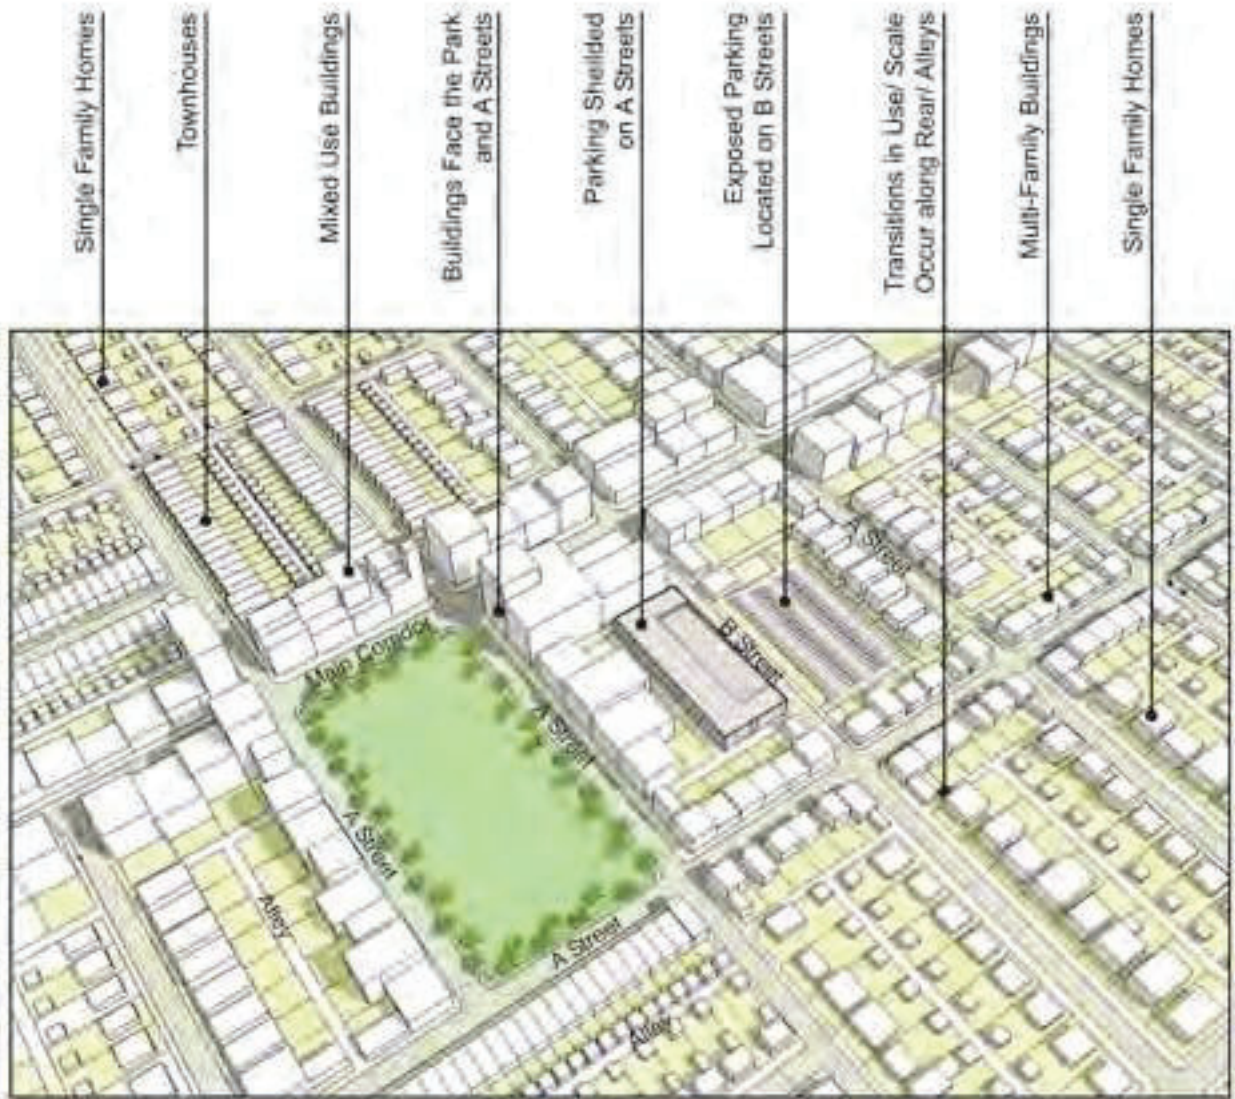 Single Family Homes
Townhouses
Mixed Use Buildings
Buildings Face the Park
and A Streets
Parking Sheilded
on A Streets
Exposed Parking
Located on B Streets
Transitions in Use/ Scale
Occur along Rear/ Alleys
Multi-Family Buildings
Single Family Homes
Main Corridor
A Street
A Street
B Street
A Street
A Street
Alley
Alley